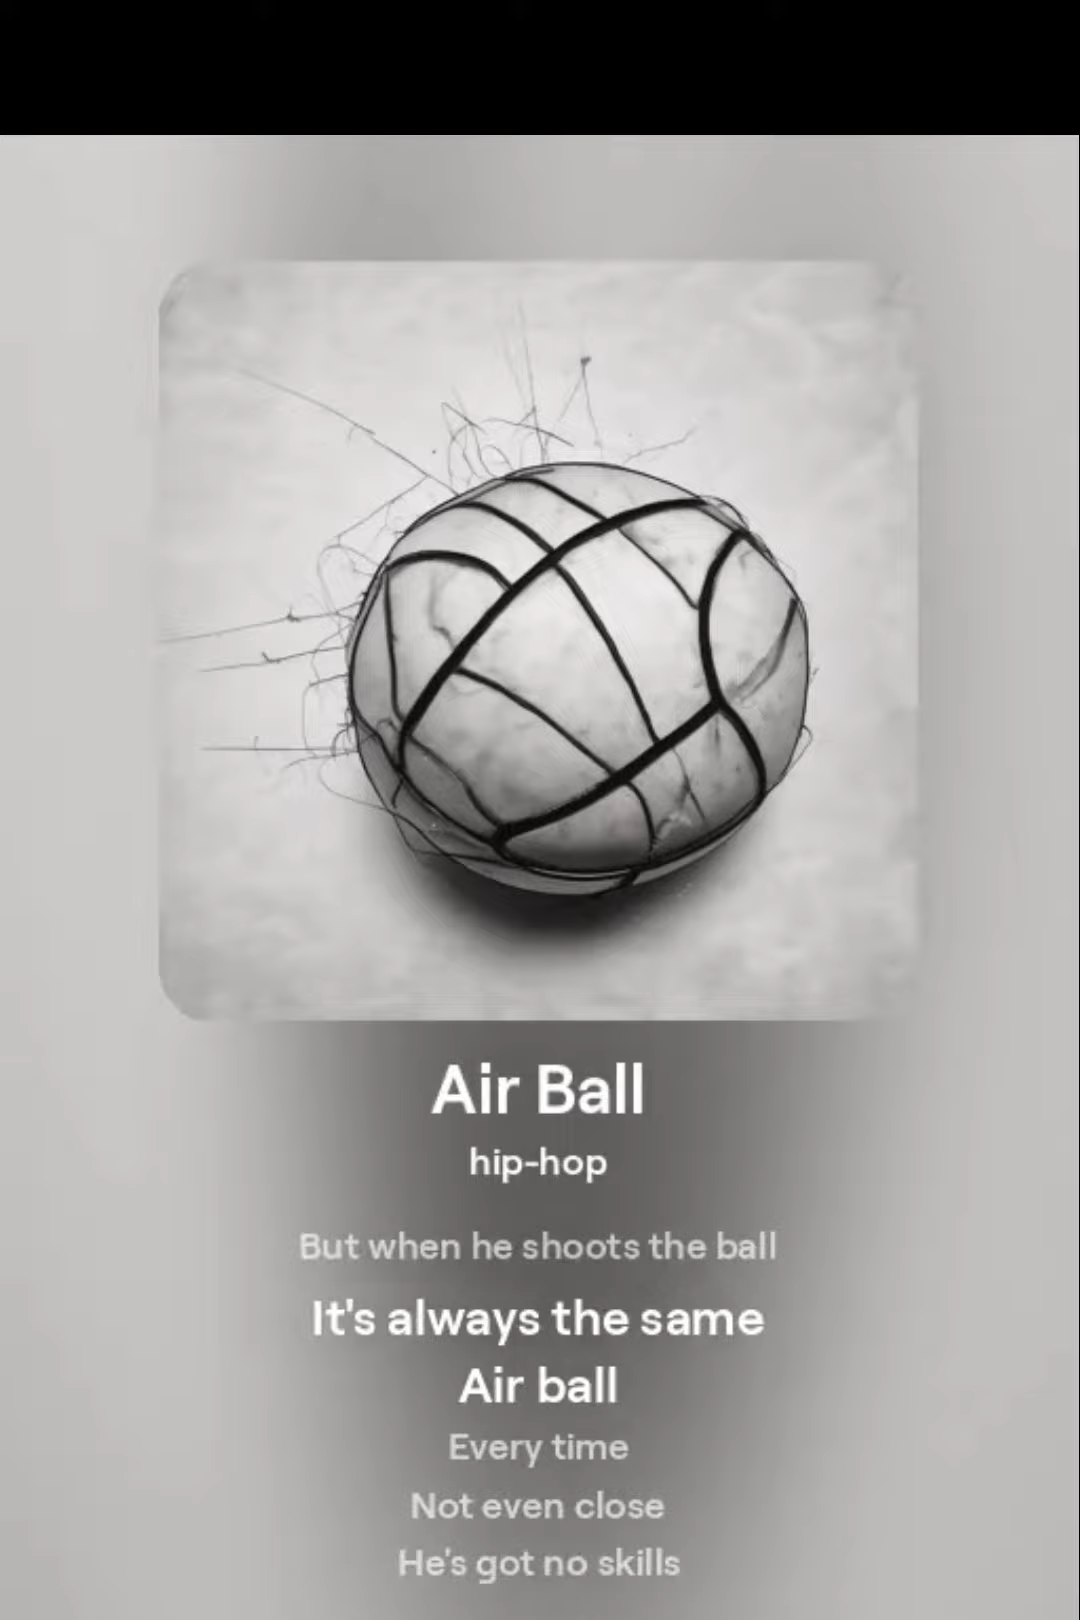 Air Ball
hip-hop
But when he shoots the ball
It's always the same
Air ball
Every time
Not even close
He's got no skills